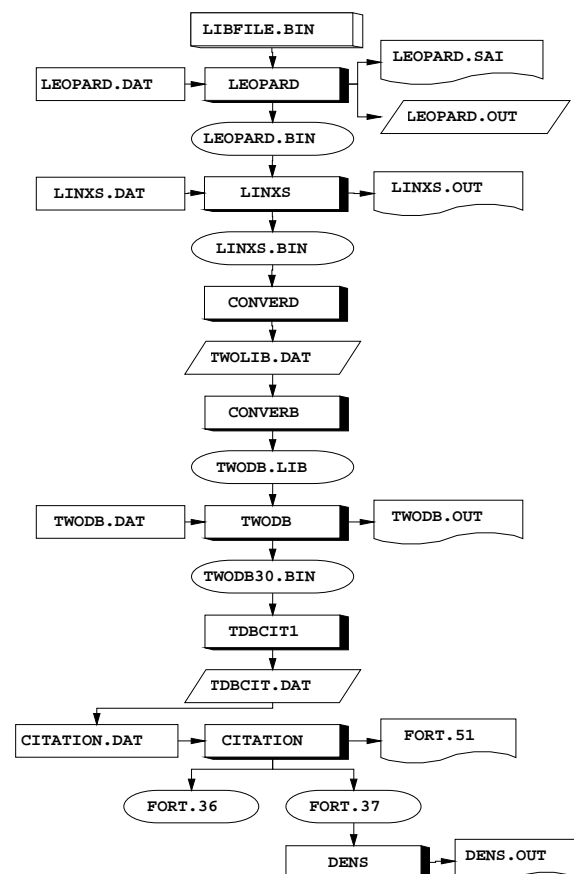 LIBFILE.BIN
LEOPARD.SAI
LEOPARD.DAT
LEOPARD
LEOPARD.OUT
LEOPARD.BIN
LINXS.DAT
LINXS
LINXS.OUT
LINXS.BIN
CONVERD
TWOLIB.DAT
CONVERB
TWODB.LIB
TWODB.DAT
TWODB
TWODB.OUT
TWODB30.BIN
TDBCIT1
TDBCIT.DAT
CITATION.DAT
CITATION
FORT.51
FORT.36
FORT.37
DENS
DENS.OUT